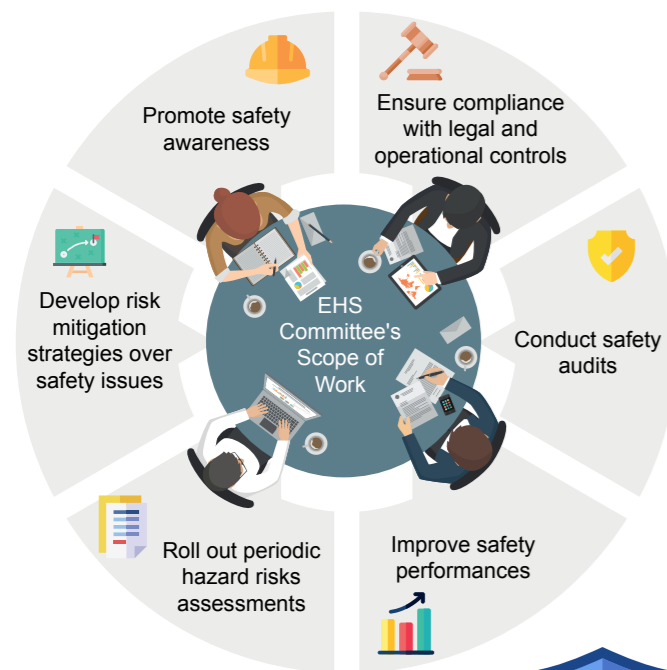 Promote safety
awareness
Ensure compliance
with legal and
operational controls
Develop risk
mitigation
strategies over
safety issues
EHS
Committee's
Scope of
Work
Conduct safety
audits
Roll out periodic
hazard risks
assessments
Improve safety
performances